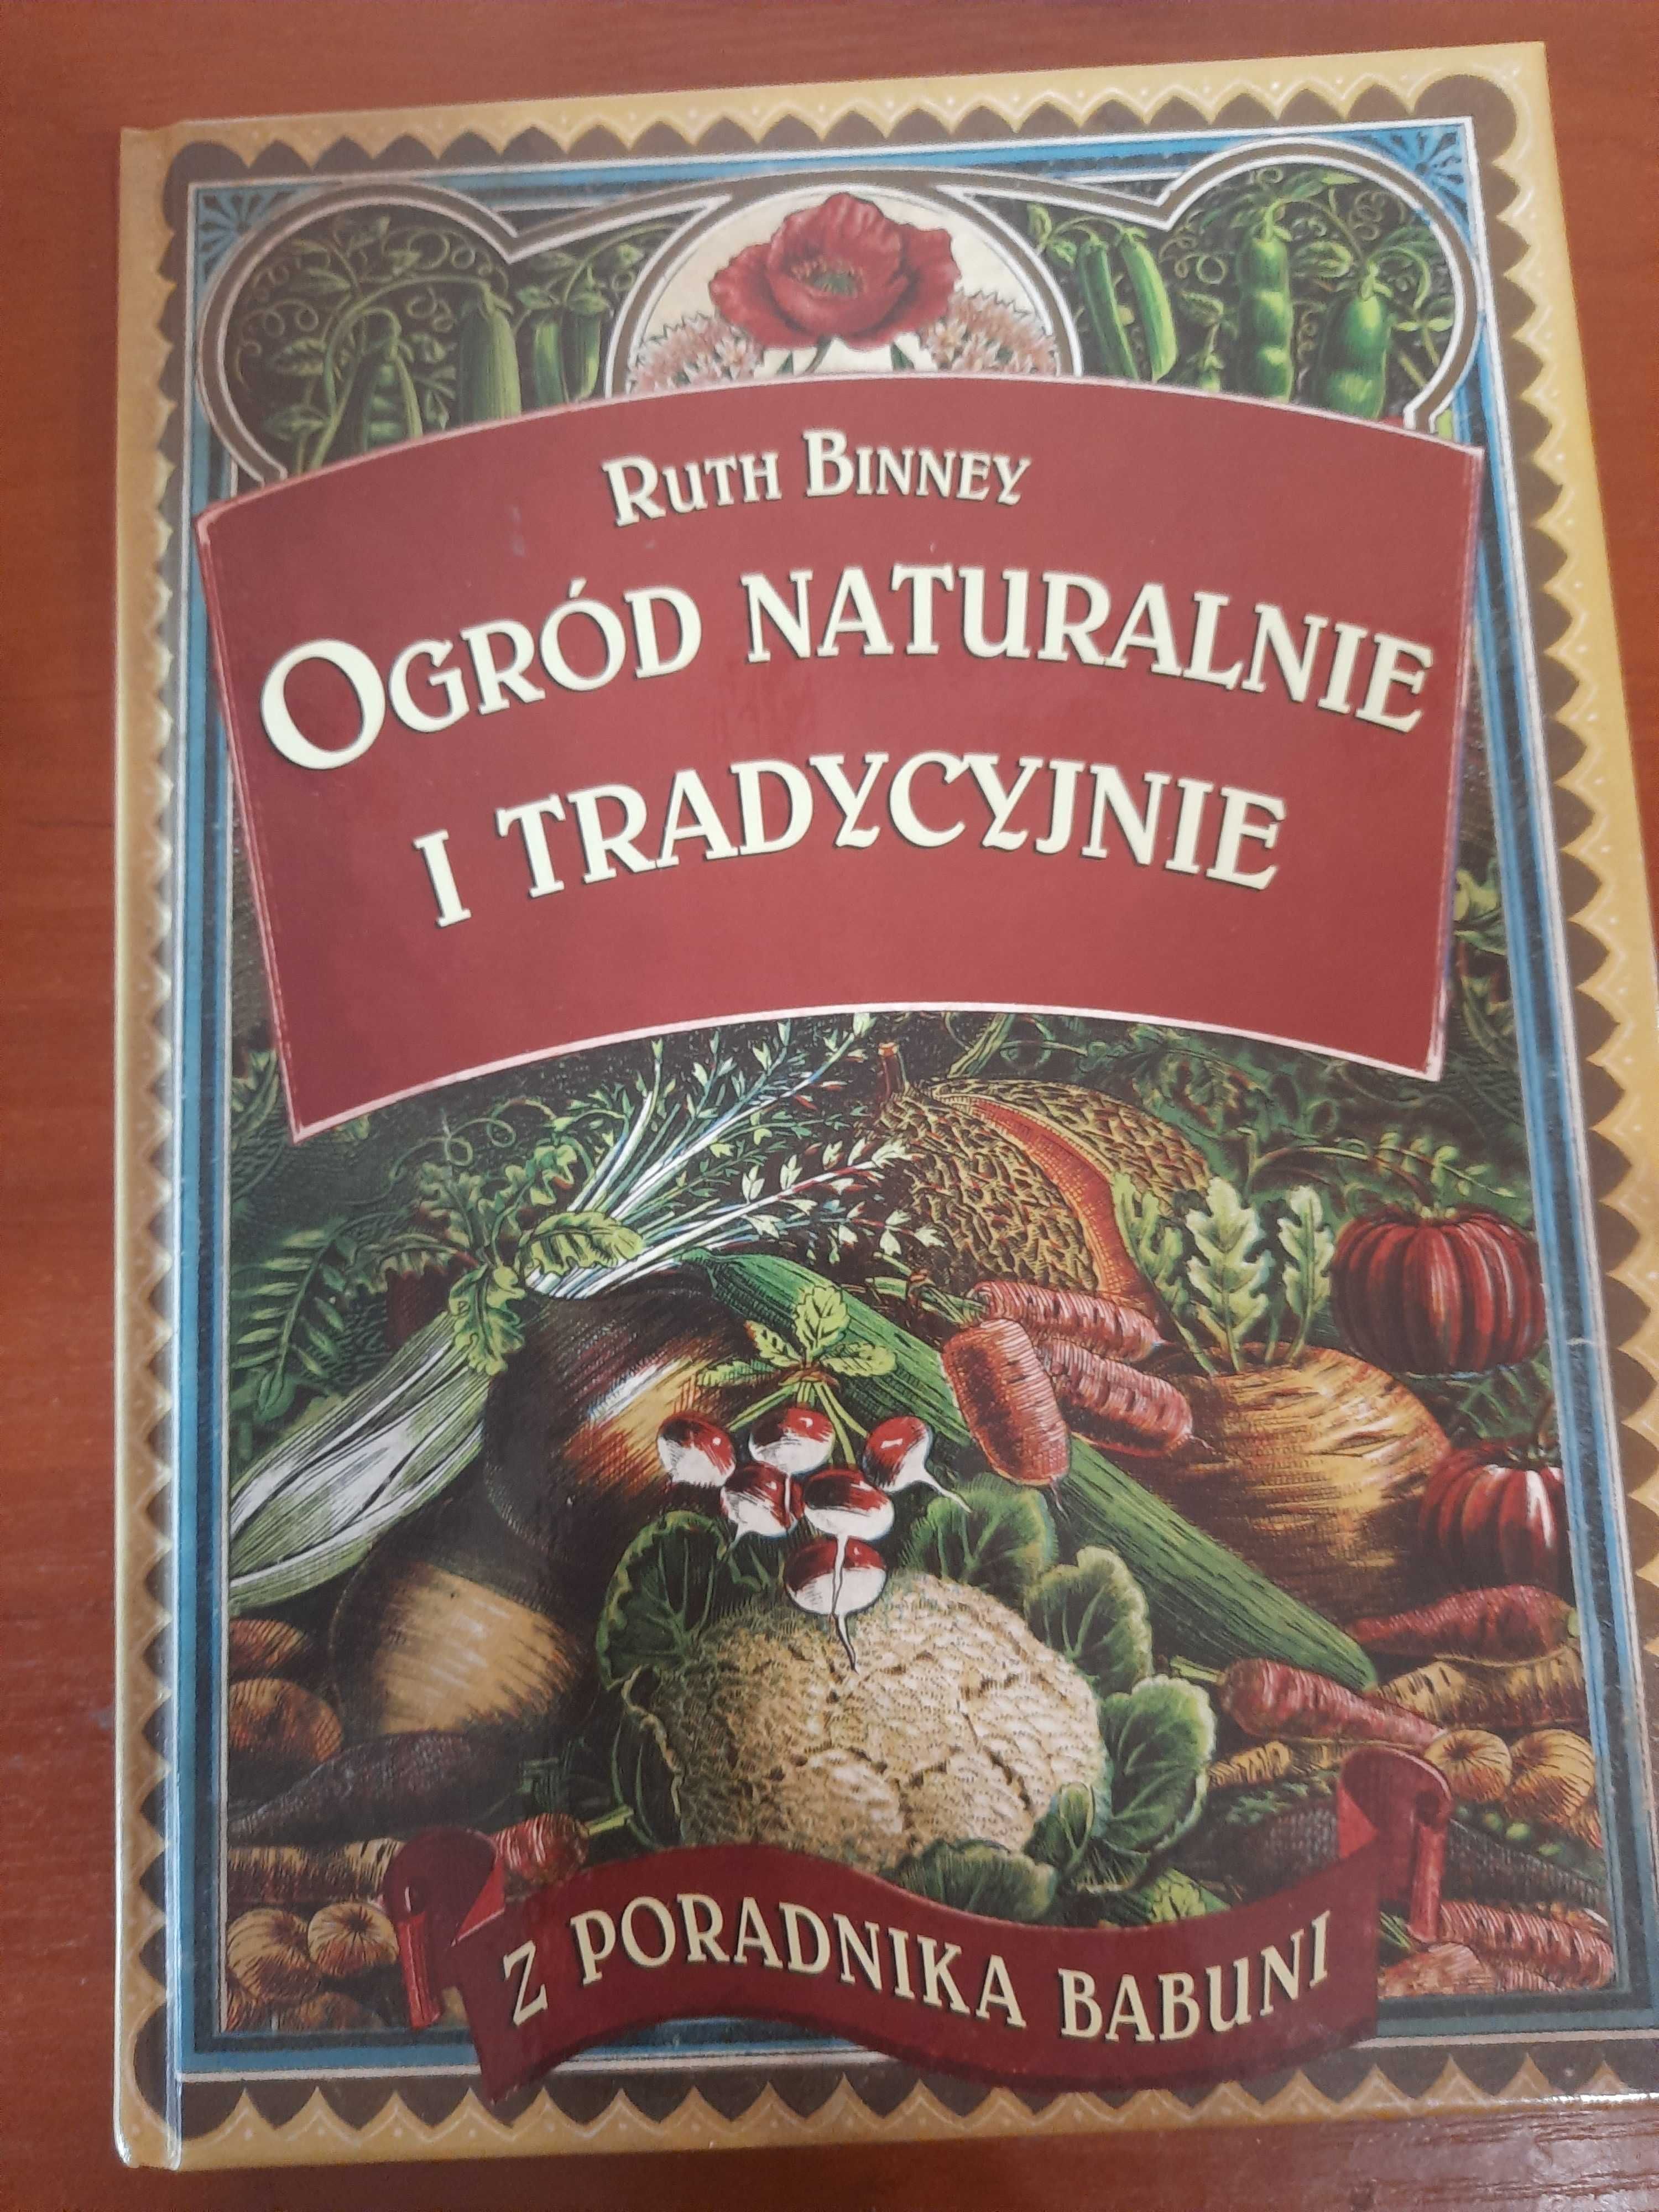 RUTH BINNEY
OGRÓD NATURALNIE
I TRADYCYJNIE
Z PORADNIKA BABUNI